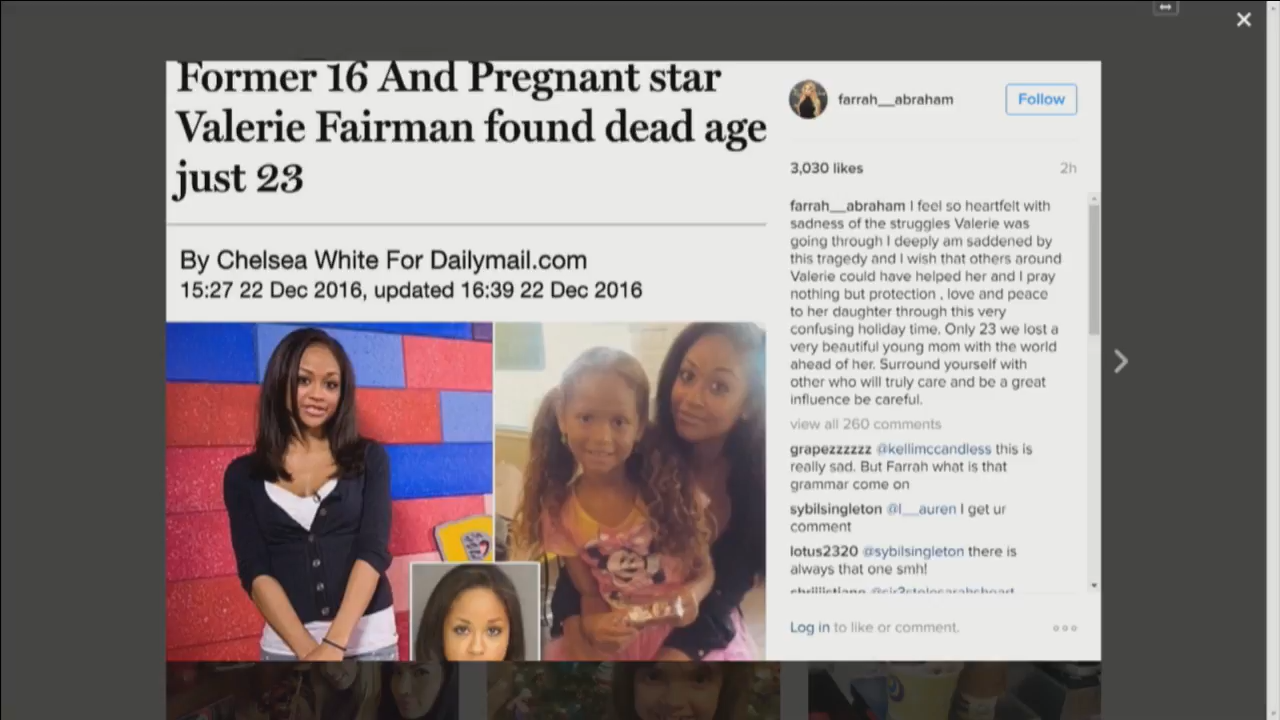 Former 16 And Pregnant star
Valerie Fairman found dead age
just 23
By Chelsea White For Dailymail.com
15:27 22 Dec 2016, updated 16:39 22 Dec 2016
farrah__abraham
Follow
3,030 likes
2h
farrah__abraham I feel so heartfelt with
sadness of the struggles Valerie was
going through I deeply am saddened by
this tragedy and I wish that others around
Valerie could have helped her and I pray
nothing but protection , love and peace
to her daughter through this very
confusing holiday time. Only 23 we lost a
very beautiful young mom with the world
ahead of her. Surround yourself with
other who will truly care and be a great
influence be careful.
view all 260 comments
grapezzzzzz @kellimccandless this is
really sad. But Farrah what is that
grammar come on
sybilsingleton @l__auren I get ur
comment
lotus2320 @sybilsingleton there is
always that one smh!
Log in to like or comment.